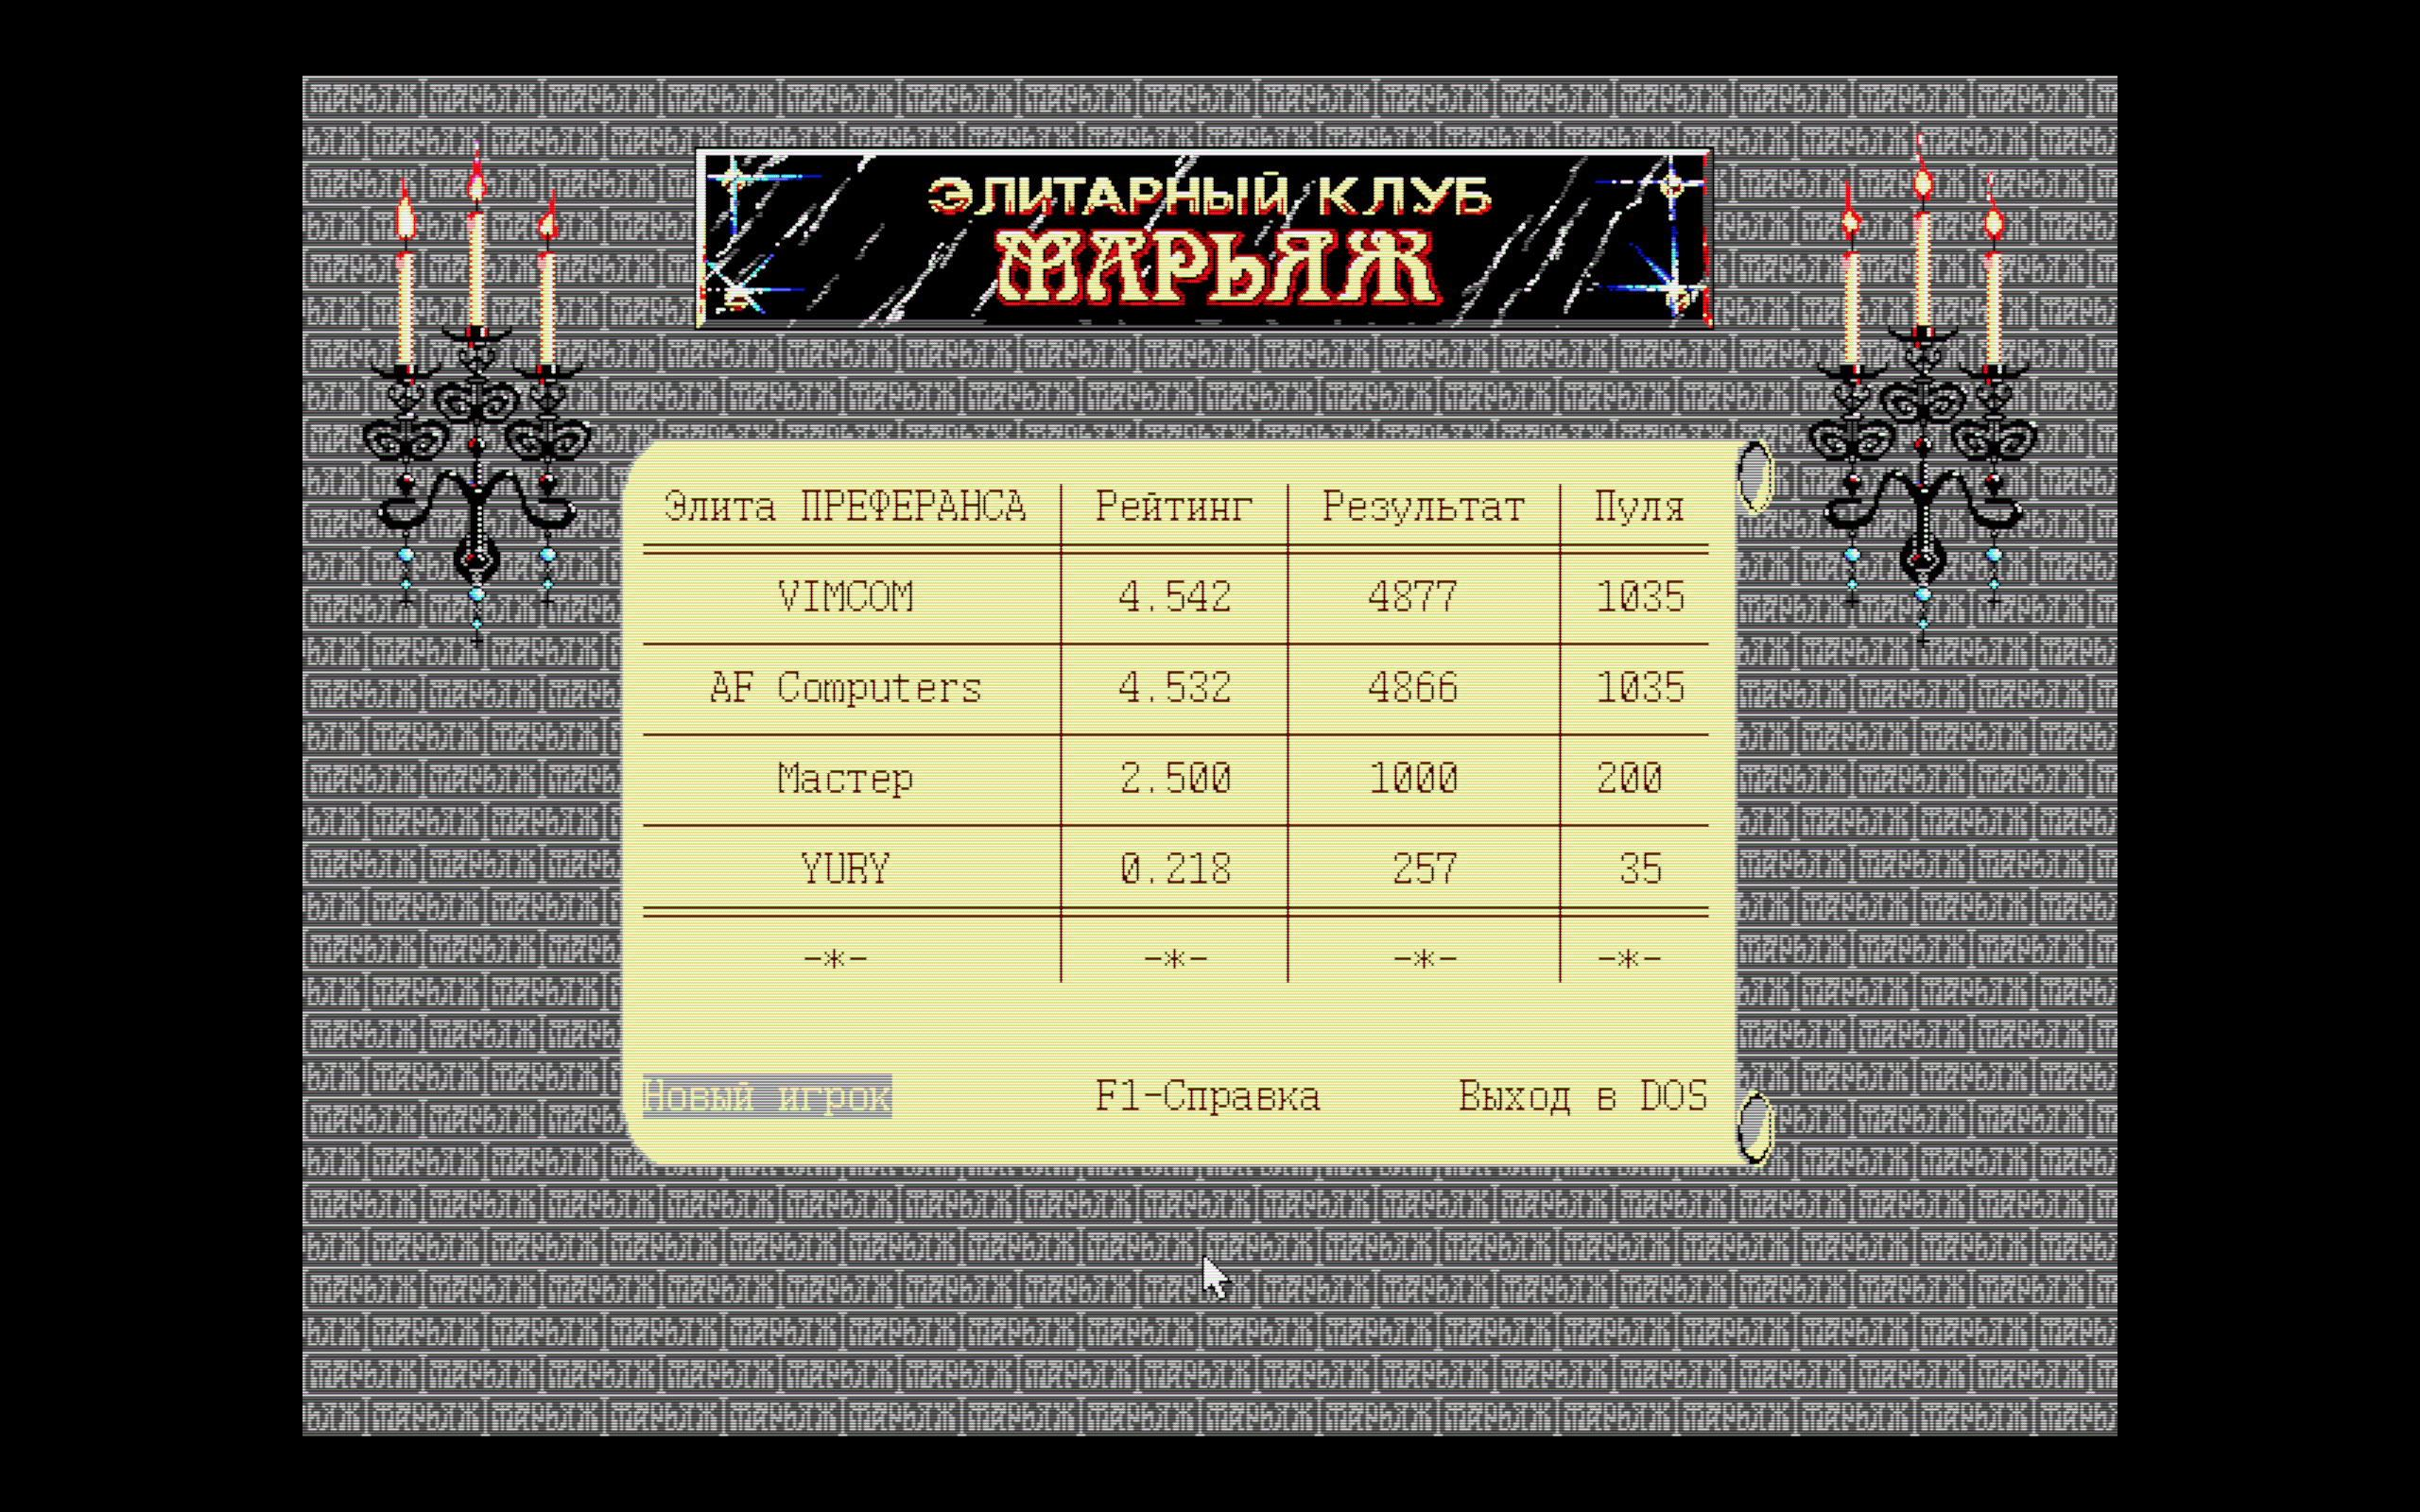 ЭЛИТАРНЫЙ КЛУБ
МАРЬЯЖ
Элита ПРЕФЕРАНСА Рейтинг Результат Пуля
VIMCOM 4.542 4877 1035
AF Computers 4.532 4866 1035
Мастер 2.500 1000 200
YURY 0.218 257 35
-*- -*- -*- -*-
Новый игрок F1-Справка Выход в DOS